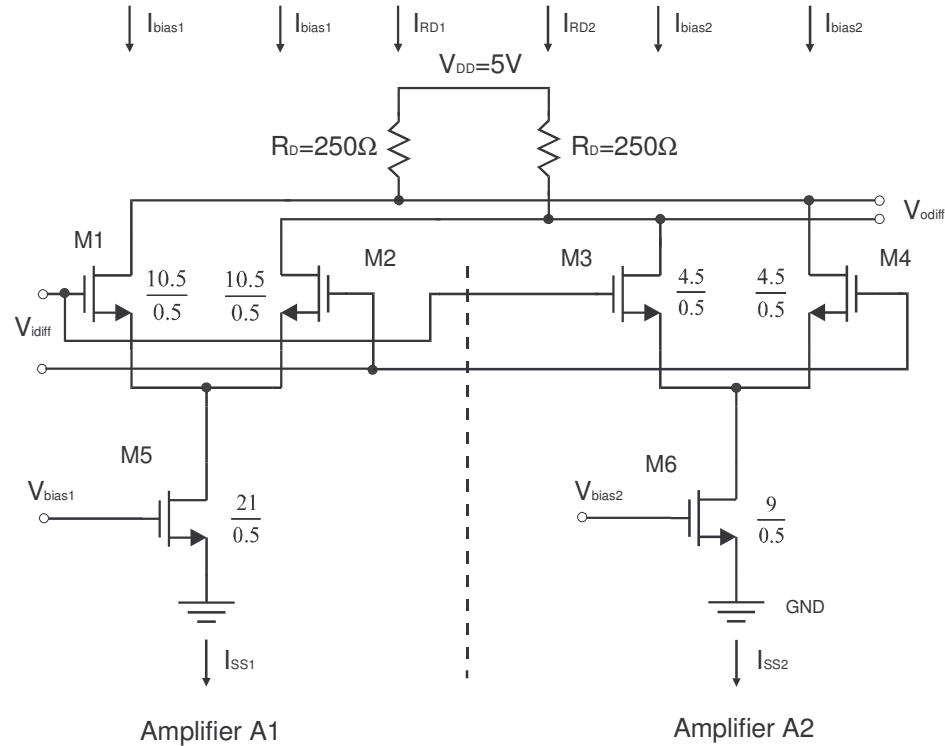 Ibias1 Ibias1 IRD1 IRD2 Ibias2 Ibias2
VDD=5V
RD=250Ω RD=250Ω
Vodiff
M1 M2 M3 M4
10.5 10.5 4.5 4.5
0.5 0.5 0.5 0.5
Vidiff
M5 M6
Vbias1 Vbias2
21 9
0.5 0.5
GND
ISS1 ISS2
Amplifier A1 Amplifier A2